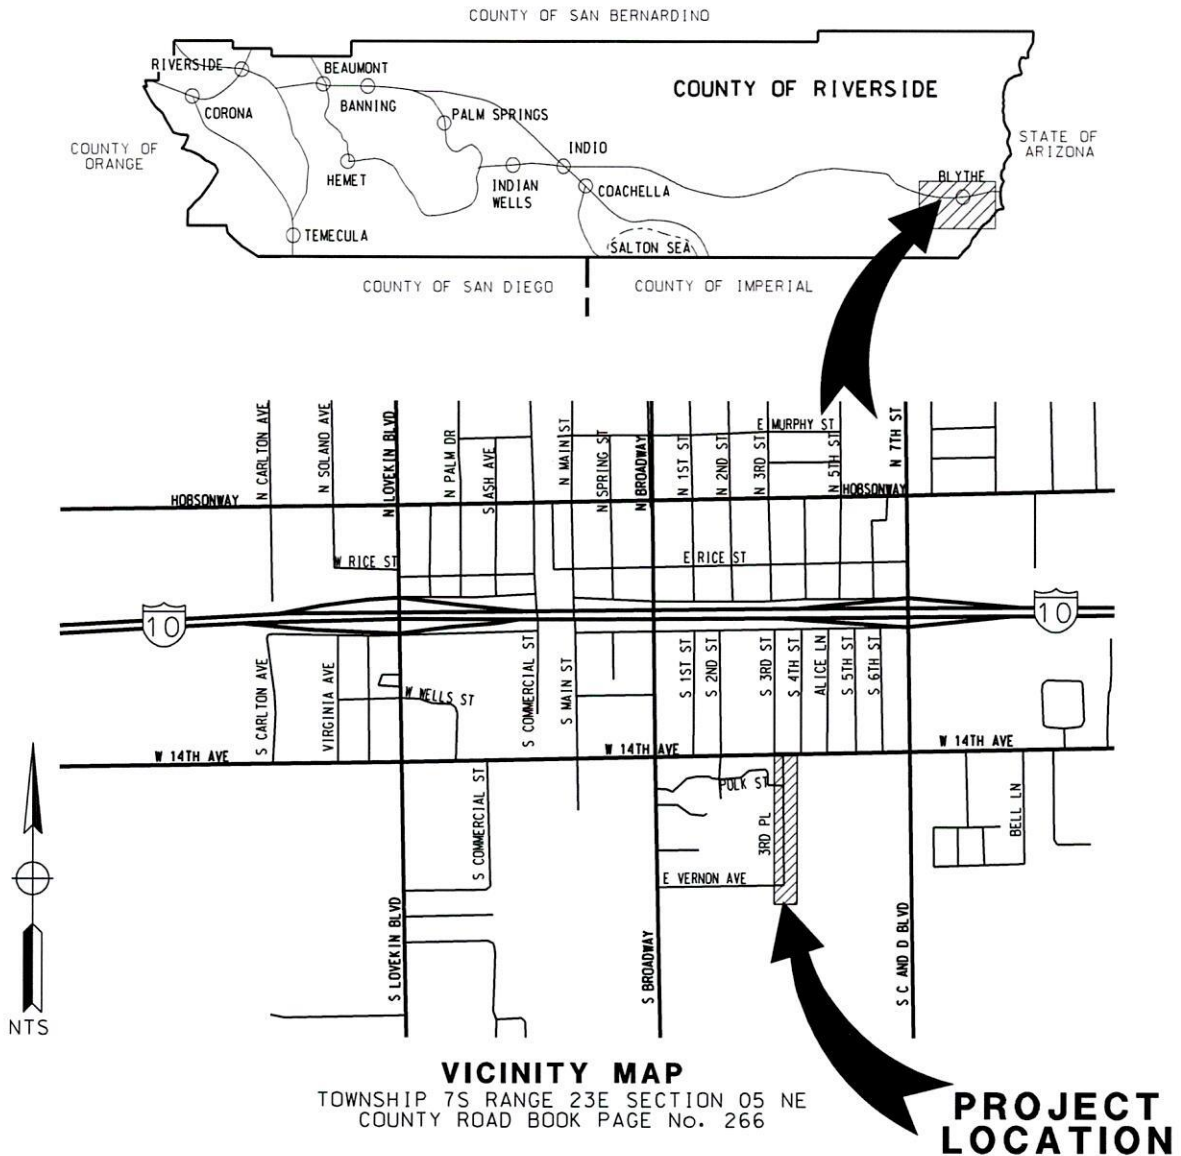 COUNTY OF SAN BERNARDINO
RIVERSIDE
BEAUMONT
COUNTY OF RIVERSIDE
CORONA
BANNING
PALM SPRINGS
COUNTY OF
ORANGE
STATE OF
ARIZONA
INDIO
HEMET
INDIAN
WELLS
COACHELLA
BLYTHE
TEMECULA
SALTON SEA
COUNTY OF SAN DIEGO
COUNTY OF IMPERIAL
N CARLTON AVE
N SOLANO AVE
N LOVEKIN BLVD
N PALM DR
S ASH AVE
N MAIN ST
N SPRING ST
N BROADWAY
N 1ST ST
N 2ND ST
N 3RD ST
E MURPHY ST
N 5TH ST
N 7TH ST
HOBSONWAY
HOBSONWAY
W RICE ST
E RICE ST
10
10
S CARLTON AVE
VIRGINIA AVE
W WELLS ST
S COMMERCIAL ST
S MAIN ST
S 1ST ST
S 2ND ST
S 3RD ST
S 4TH ST
ALICE LN
S 5TH ST
S 6TH ST
W 14TH AVE
W 14TH AVE
W 14TH AVE
S COMMERCIAL ST
POLK ST
3RD PL
BELL LN
E VERNON AVE
S LOVEKIN BLVD
S BROADWAY
S C AND D BLVD
NTS
VICINITY MAP
TOWNSHIP 7S RANGE 23E SECTION 05 NE
COUNTY ROAD BOOK PAGE No. 266
PROJECT
LOCATION